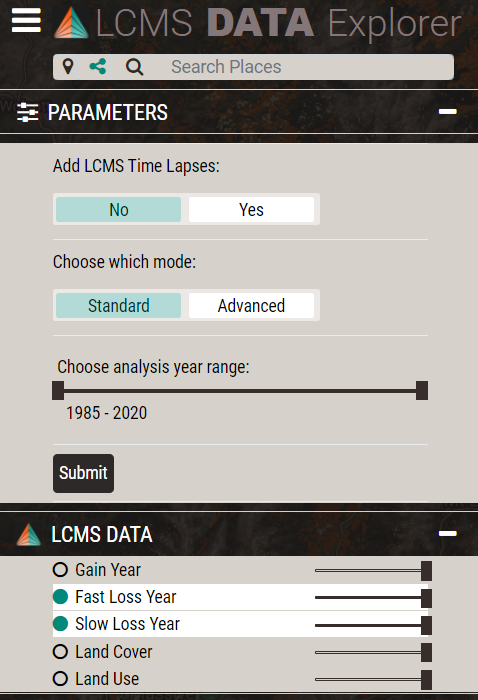 LCMS DATA Explorer
Search Places
PARAMETERS
Add LCMS Time Lapses:
No Yes
Choose which mode:
Standard Advanced
Choose analysis year range:
1985 - 2020
Submit
LCMS DATA
Gain Year
Fast Loss Year
Slow Loss Year
Land Cover
Land Use